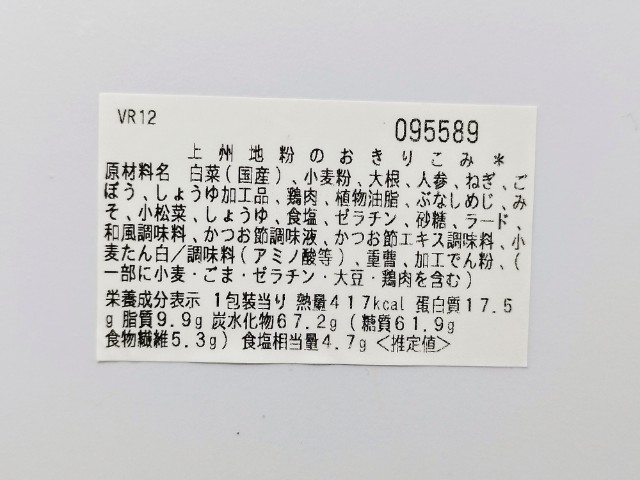 VR12
095589
上州地粉のおきりこみ＊
原材料名 白菜(国産)、小麦粉、大根、人参、ねぎ、ご
ぼう、しょうゆ加工品、鶏肉、植物油脂、ぶなしめじ、み
そ、小松菜、しょうゆ、食塩、ゼラチン、砂糖、ラード、
和風調味料、かつお節調味液、かつお節エキス調味料、小
麦たん白／調味料(アミノ酸等)、重曹、加工でん粉、(
一部に小麦・ごま・ゼラチン・大豆・鶏肉を含む)
栄養成分表示 1包装当り 熱量417kcal 蛋白質17.5
g 脂質9.9g 炭水化物67.2g(糖質61.9g
食物繊維5.3g) 食塩相当量4.7g <推定値>